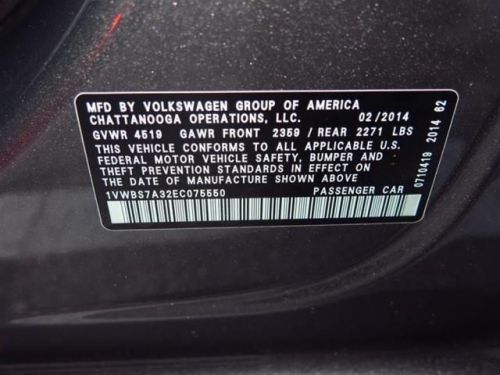 MFD BY VOLKSWAGEN GROUP OF AMERICA
CHATTANOOGA OPERATIONS, LLC. 02/2014
GVWR 4519 GAWR FRONT 2359 / REAR 2271 LBS
THIS VEHICLE CONFORMS TO ALL APPLICABLE U.S.
FEDERAL MOTOR VEHICLE SAFETY, BUMPER AND
THEFT PREVENTION STANDARDS IN EFFECT ON THE
DATE OF MANUFACTURE SHOWN ABOVE
1VWBS7A32EC075550 PASSENGER CAR
0710419 2014 62